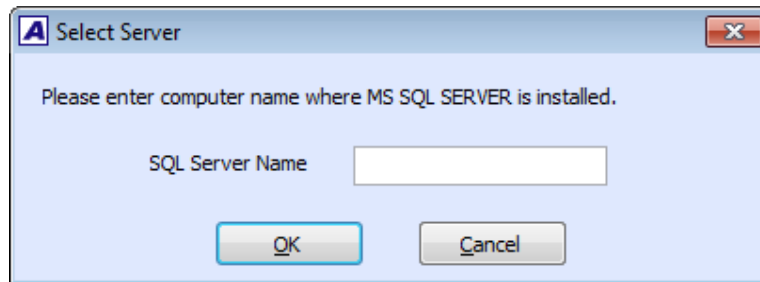 A Select Server
Please enter computer name where MS SQL SERVER is installed.
SQL Server Name
OK Cancel